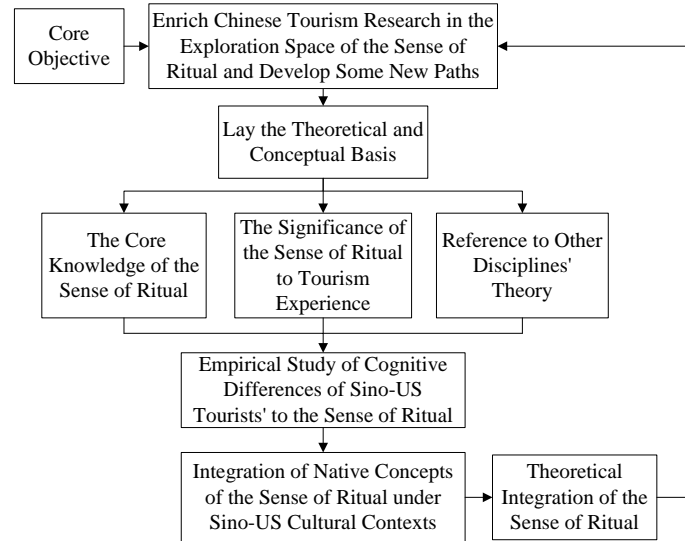 Core
Objective
Enrich Chinese Tourism Research in the
Exploration Space of the Sense of
Ritual and Develop Some New Paths
Lay the Theoretical and
Conceptual Basis
The Core
Knowledge of the
Sense of Ritual
The Significance of
the Sense of Ritual
to Tourism
Experience
Reference to Other
Disciplines'
Theory
Empirical Study of Cognitive
Differences of Sino-US
Tourists' to the Sense of Ritual
Integration of Native Concepts
of the Sense of Ritual under
Sino-US Cultural Contexts
Theoretical
Integration of the
Sense of Ritual